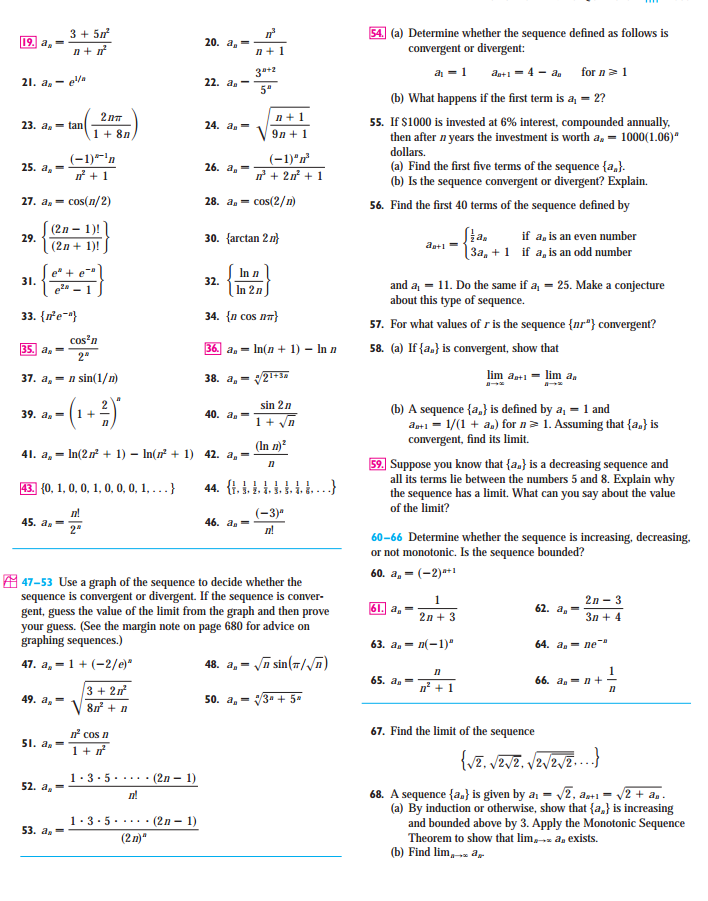 19. aₙ = (3 + 5n²)/(n + n²)
20. aₙ = n³/(n + 1)
21. aₙ = e^(1/n)
22. aₙ = 3ⁿ⁺²/5ⁿ
23. aₙ = tan(2nπ/(1 + 8n))
24. aₙ = √((n + 1)/(9n + 1))
25. aₙ = (−1)ⁿ⁻¹n/(n² + 1)
26. aₙ = (−1)ⁿn³/(n³ + 2n² + 1)
27. aₙ = cos(n/2)
28. aₙ = cos(2/n)
29. {(2n − 1)!/(2n + 1)!}
30. {arctan 2n}
31. {(eⁿ + e⁻ⁿ)/(e²ⁿ − 1)}
32. {ln n/ln 2n}
33. {n²e⁻ⁿ}
34. {n cos nπ}
35. aₙ = cos²n/2ⁿ
36. aₙ = ln(n + 1) − ln n
37. aₙ = n sin(1/n)
38. aₙ = ⁿ√(2¹⁺³ⁿ)
39. aₙ = (1 + 2/n)ⁿ
40. aₙ = sin 2n/(1 + √n)
41. aₙ = ln(2n² + 1) − ln(n² + 1)
42. aₙ = (ln n)²/n
43. {0, 1, 0, 0, 1, 0, 0, 0, 1, . . . }
44. {1/1, 1/3, 1/2, 1/4, 1/3, 1/5, 1/4, 1/6, . . .}
45. aₙ = n!/2ⁿ
46. aₙ = (−3)ⁿ/n!
47–53 Use a graph of the sequence to decide whether the
sequence is convergent or divergent. If the sequence is conver-
gent, guess the value of the limit from the graph and then prove
your guess. (See the margin note on page 680 for advice on
graphing sequences.)
47. aₙ = 1 + (−2/e)ⁿ
48. aₙ = √n sin(π/√n)
49. aₙ = √((3 + 2n²)/(8n² + n))
50. aₙ = ⁿ√(3ⁿ + 5ⁿ)
51. aₙ = n² cos n/(1 + n²)
52. aₙ = 1 · 3 · 5 · · · · · (2n − 1)/n!
53. aₙ = 1 · 3 · 5 · · · · · (2n − 1)/(2n)ⁿ
54. (a) Determine whether the sequence defined as follows is
convergent or divergent:
a₁ = 1 aₙ₊₁ = 4 − aₙ for n ≥ 1
(b) What happens if the first term is a₁ = 2?
55. If $1000 is invested at 6% interest, compounded annually,
then after n years the investment is worth aₙ = 1000(1.06)ⁿ
dollars.
(a) Find the first five terms of the sequence {aₙ}.
(b) Is the sequence convergent or divergent? Explain.
56. Find the first 40 terms of the sequence defined by
aₙ₊₁ = { ½aₙ if aₙ is an even number
3aₙ + 1 if aₙ is an odd number
and a₁ = 11. Do the same if a₁ = 25. Make a conjecture
about this type of sequence.
57. For what values of r is the sequence {nrⁿ} convergent?
58. (a) If {aₙ} is convergent, show that
lim n→∞ aₙ₊₁ = lim n→∞ aₙ
(b) A sequence {aₙ} is defined by a₁ = 1 and
aₙ₊₁ = 1/(1 + aₙ) for n ≥ 1. Assuming that {aₙ} is
convergent, find its limit.
59. Suppose you know that {aₙ} is a decreasing sequence and
all its terms lie between the numbers 5 and 8. Explain why
the sequence has a limit. What can you say about the value
of the limit?
60–66 Determine whether the sequence is increasing, decreasing,
or not monotonic. Is the sequence bounded?
60. aₙ = (−2)ⁿ⁺¹
61. aₙ = 1/(2n + 3)
62. aₙ = (2n − 3)/(3n + 4)
63. aₙ = n(−1)ⁿ
64. aₙ = ne⁻ⁿ
65. aₙ = n/(n² + 1)
66. aₙ = n + 1/n
67. Find the limit of the sequence
{√2, √(2√2), √(2√(2√2)), . . .}
68. A sequence {aₙ} is given by a₁ = √2, aₙ₊₁ = √(2 + aₙ).
(a) By induction or otherwise, show that {aₙ} is increasing
and bounded above by 3. Apply the Monotonic Sequence
Theorem to show that limₙ→∞ aₙ exists.
(b) Find limₙ→∞ aₙ.